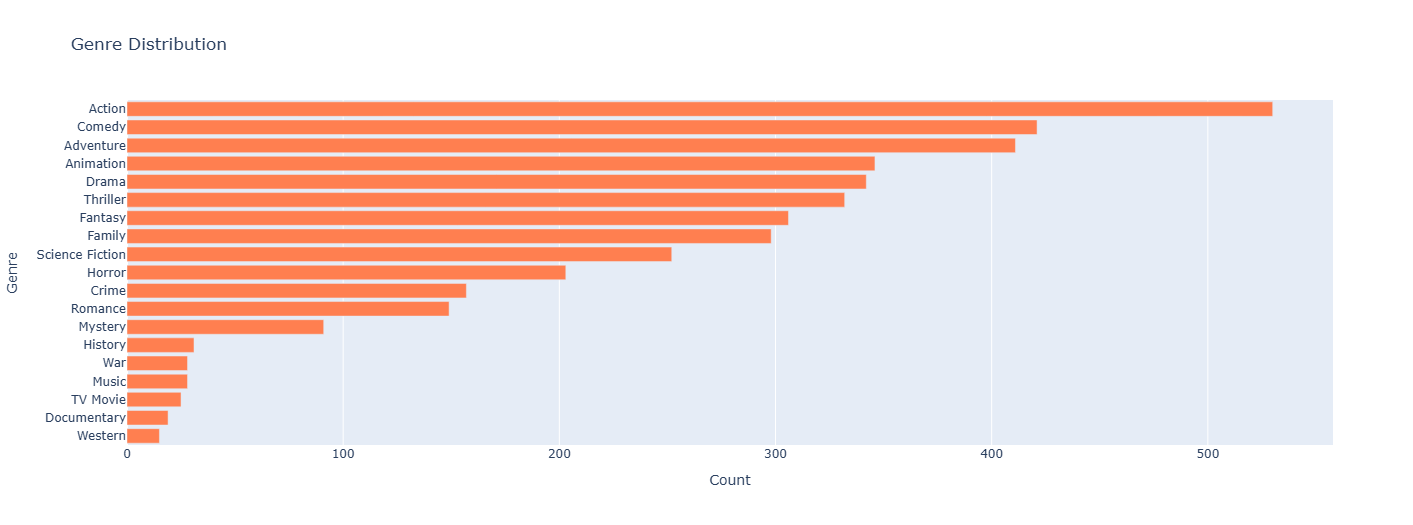 Genre Distribution
Genre
Action
Comedy
Adventure
Animation
Drama
Thriller
Fantasy
Family
Science Fiction
Horror
Crime
Romance
Mystery
History
War
Music
TV Movie
Documentary
Western
0 100 200 300 400 500
Count